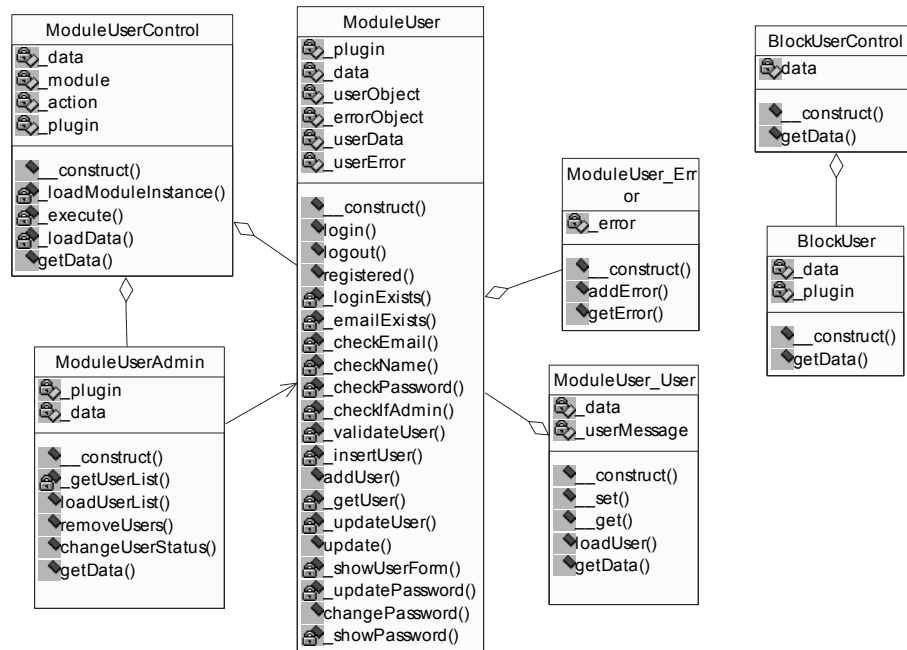 ModuleUserControl
_data
_module
_action
_plugin
__construct()
_loadModuleInstance()
_execute()
_loadData()
getData()
ModuleUserAdmin
_plugin
_data
__construct()
_getUserList()
loadUserList()
removeUsers()
changeUserStatus()
getData()
ModuleUser
_plugin
_data
_userObject
_errorObject
_userData
_userError
__construct()
login()
logout()
registered()
_loginExists()
_emailExists()
_checkEmail()
_checkName()
_checkPassword()
_checkIfAdmin()
_validateUser()
_insertUser()
addUser()
_getUser()
_updateUser()
update()
_showUserForm()
_updatePassword()
changePassword()
_showPassword()
ModuleUser_Err
or
_error
__construct()
addError()
getError()
ModuleUser_User
_data
_userMessage
__construct()
__set()
__get()
loadUser()
getData()
BlockUserControl
data
__construct()
getData()
BlockUser
_data
_plugin
__construct()
getData()